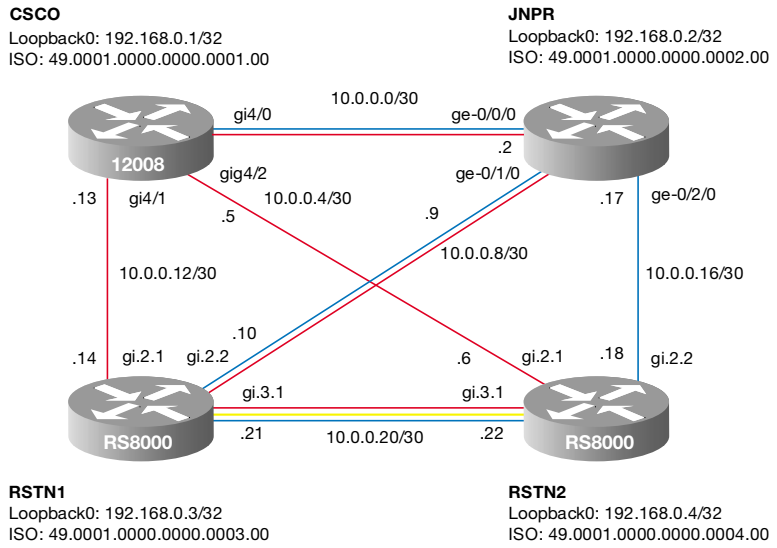 CSCO
Loopback0: 192.168.0.1/32
ISO: 49.0001.0000.0000.0001.00
JNPR
Loopback0: 192.168.0.2/32
ISO: 49.0001.0000.0000.0002.00
10.0.0.0/30
gi4/0
ge-0/0/0
.2
12008
gig4/2
ge-0/1/0
.13
gi4/1
.5
10.0.0.4/30
.9
.17
ge-0/2/0
10.0.0.8/30
10.0.0.12/30
10.0.0.16/30
.10
.14
gi.2.1
gi.2.2
.6
gi.2.1
.18
gi.2.2
gi.3.1
gi.3.1
RS8000
.21
10.0.0.20/30
.22
RS8000
RSTN1
Loopback0: 192.168.0.3/32
ISO: 49.0001.0000.0000.0003.00
RSTN2
Loopback0: 192.168.0.4/32
ISO: 49.0001.0000.0000.0004.00